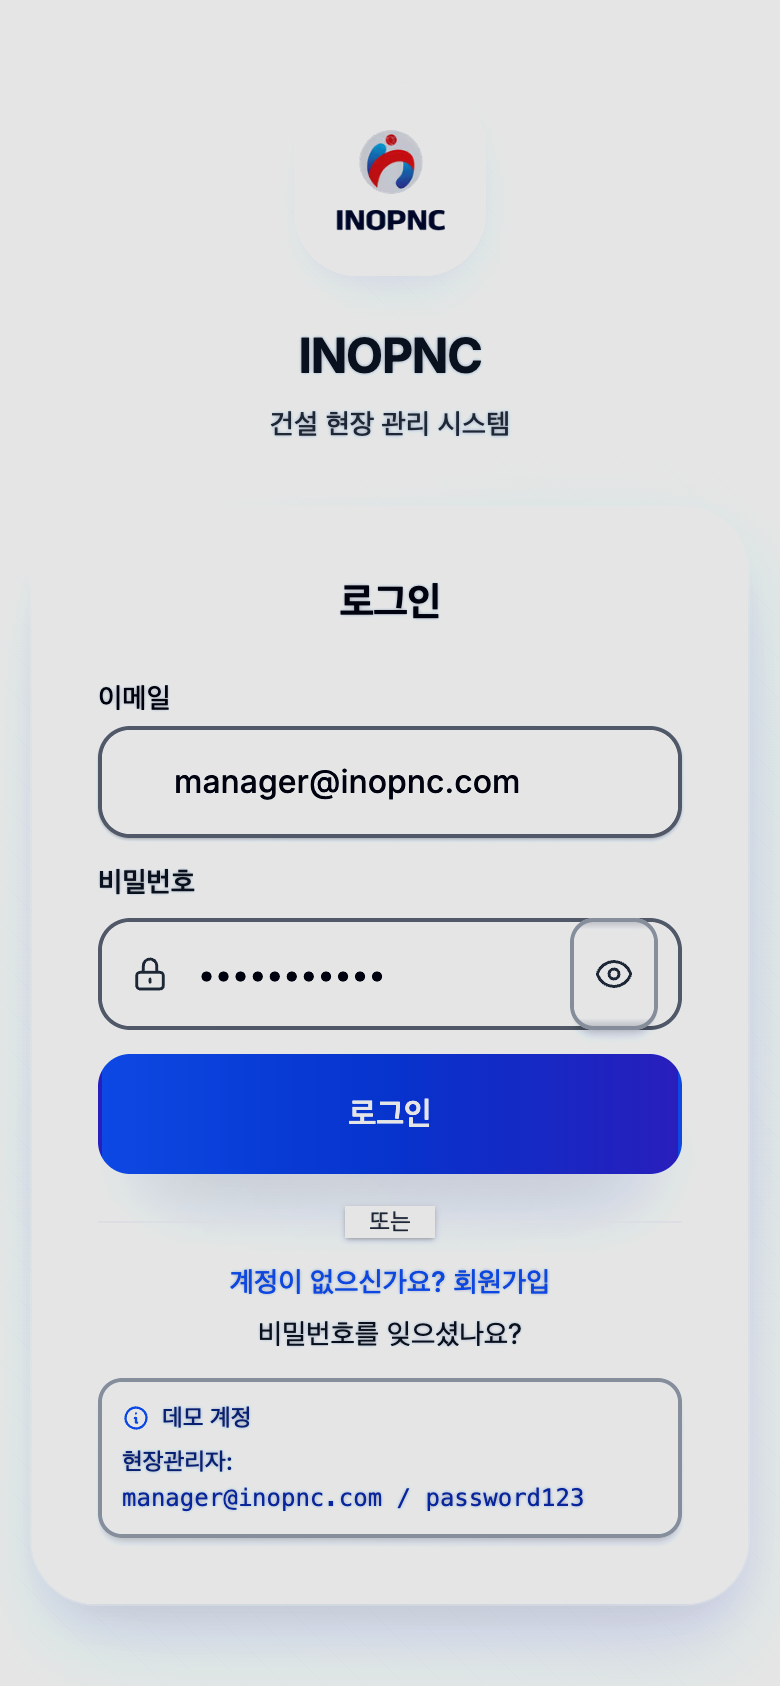 INOPNC
INOPNC
건설 현장 관리 시스템
로그인
이메일
manager@inopnc.com
비밀번호
•••••••••••
로그인
또는
계정이 없으신가요? 회원가입
비밀번호를 잊으셨나요?
데모 계정
현장관리자:
manager@inopnc.com / password123